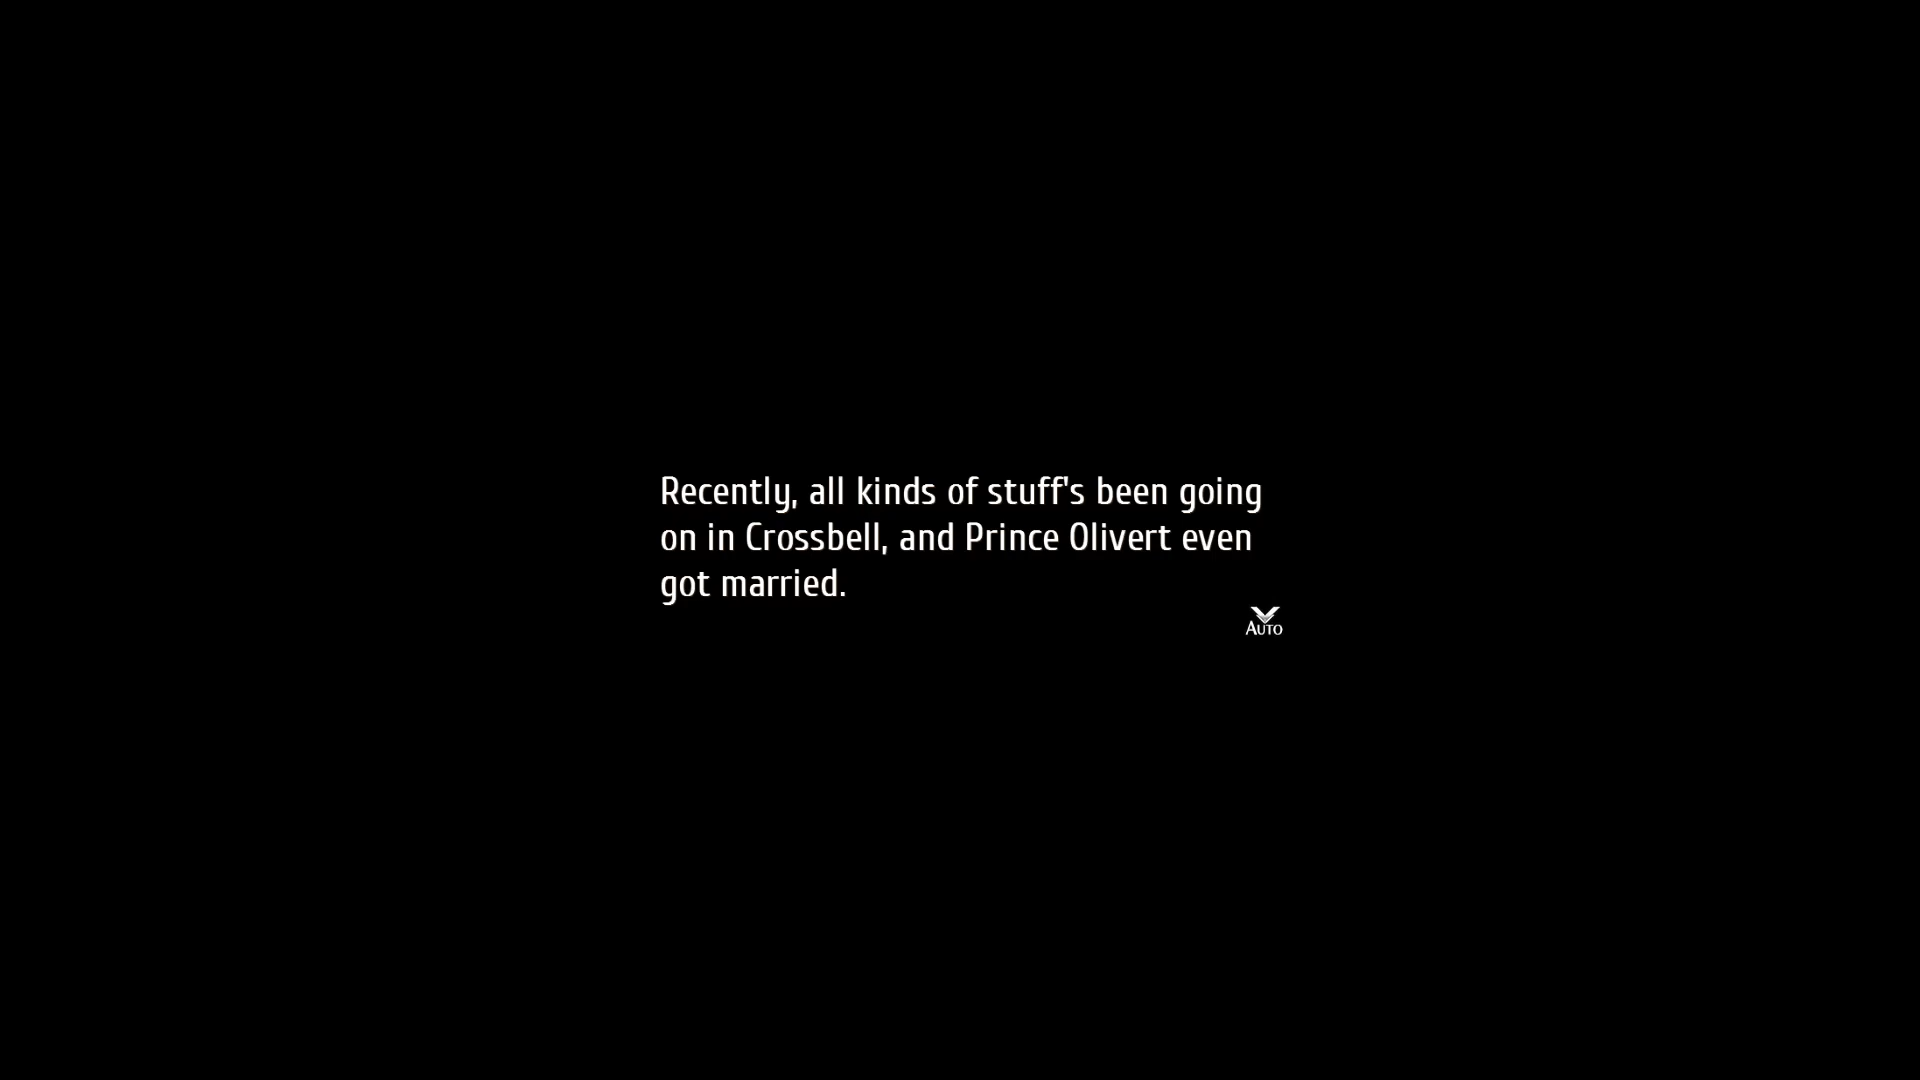 Recently, all kinds of stuff's been going
on in Crossbell, and Prince Olivert even
got married.
AUTO